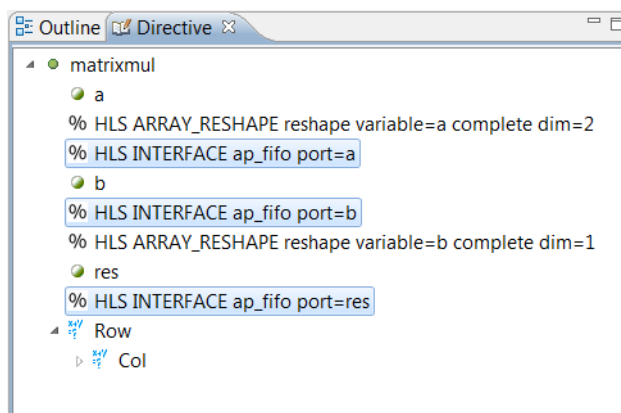 Outline Directive
matrixmul
a
% HLS ARRAY_RESHAPE reshape variable=a complete dim=2
% HLS INTERFACE ap_fifo port=a
b
% HLS INTERFACE ap_fifo port=b
% HLS ARRAY_RESHAPE reshape variable=b complete dim=1
res
% HLS INTERFACE ap_fifo port=res
Row
Col